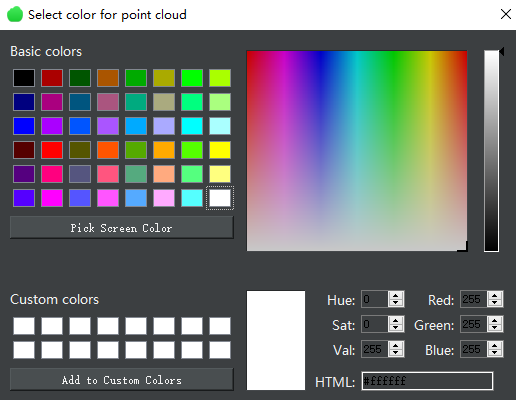 Select color for point cloud
Basic colors
Pick Screen Color
Custom colors
Add to Custom Colors
Hue: 0 Red: 255
Sat: 0 Green: 255
Val: 255 Blue: 255
HTML: #ffffff